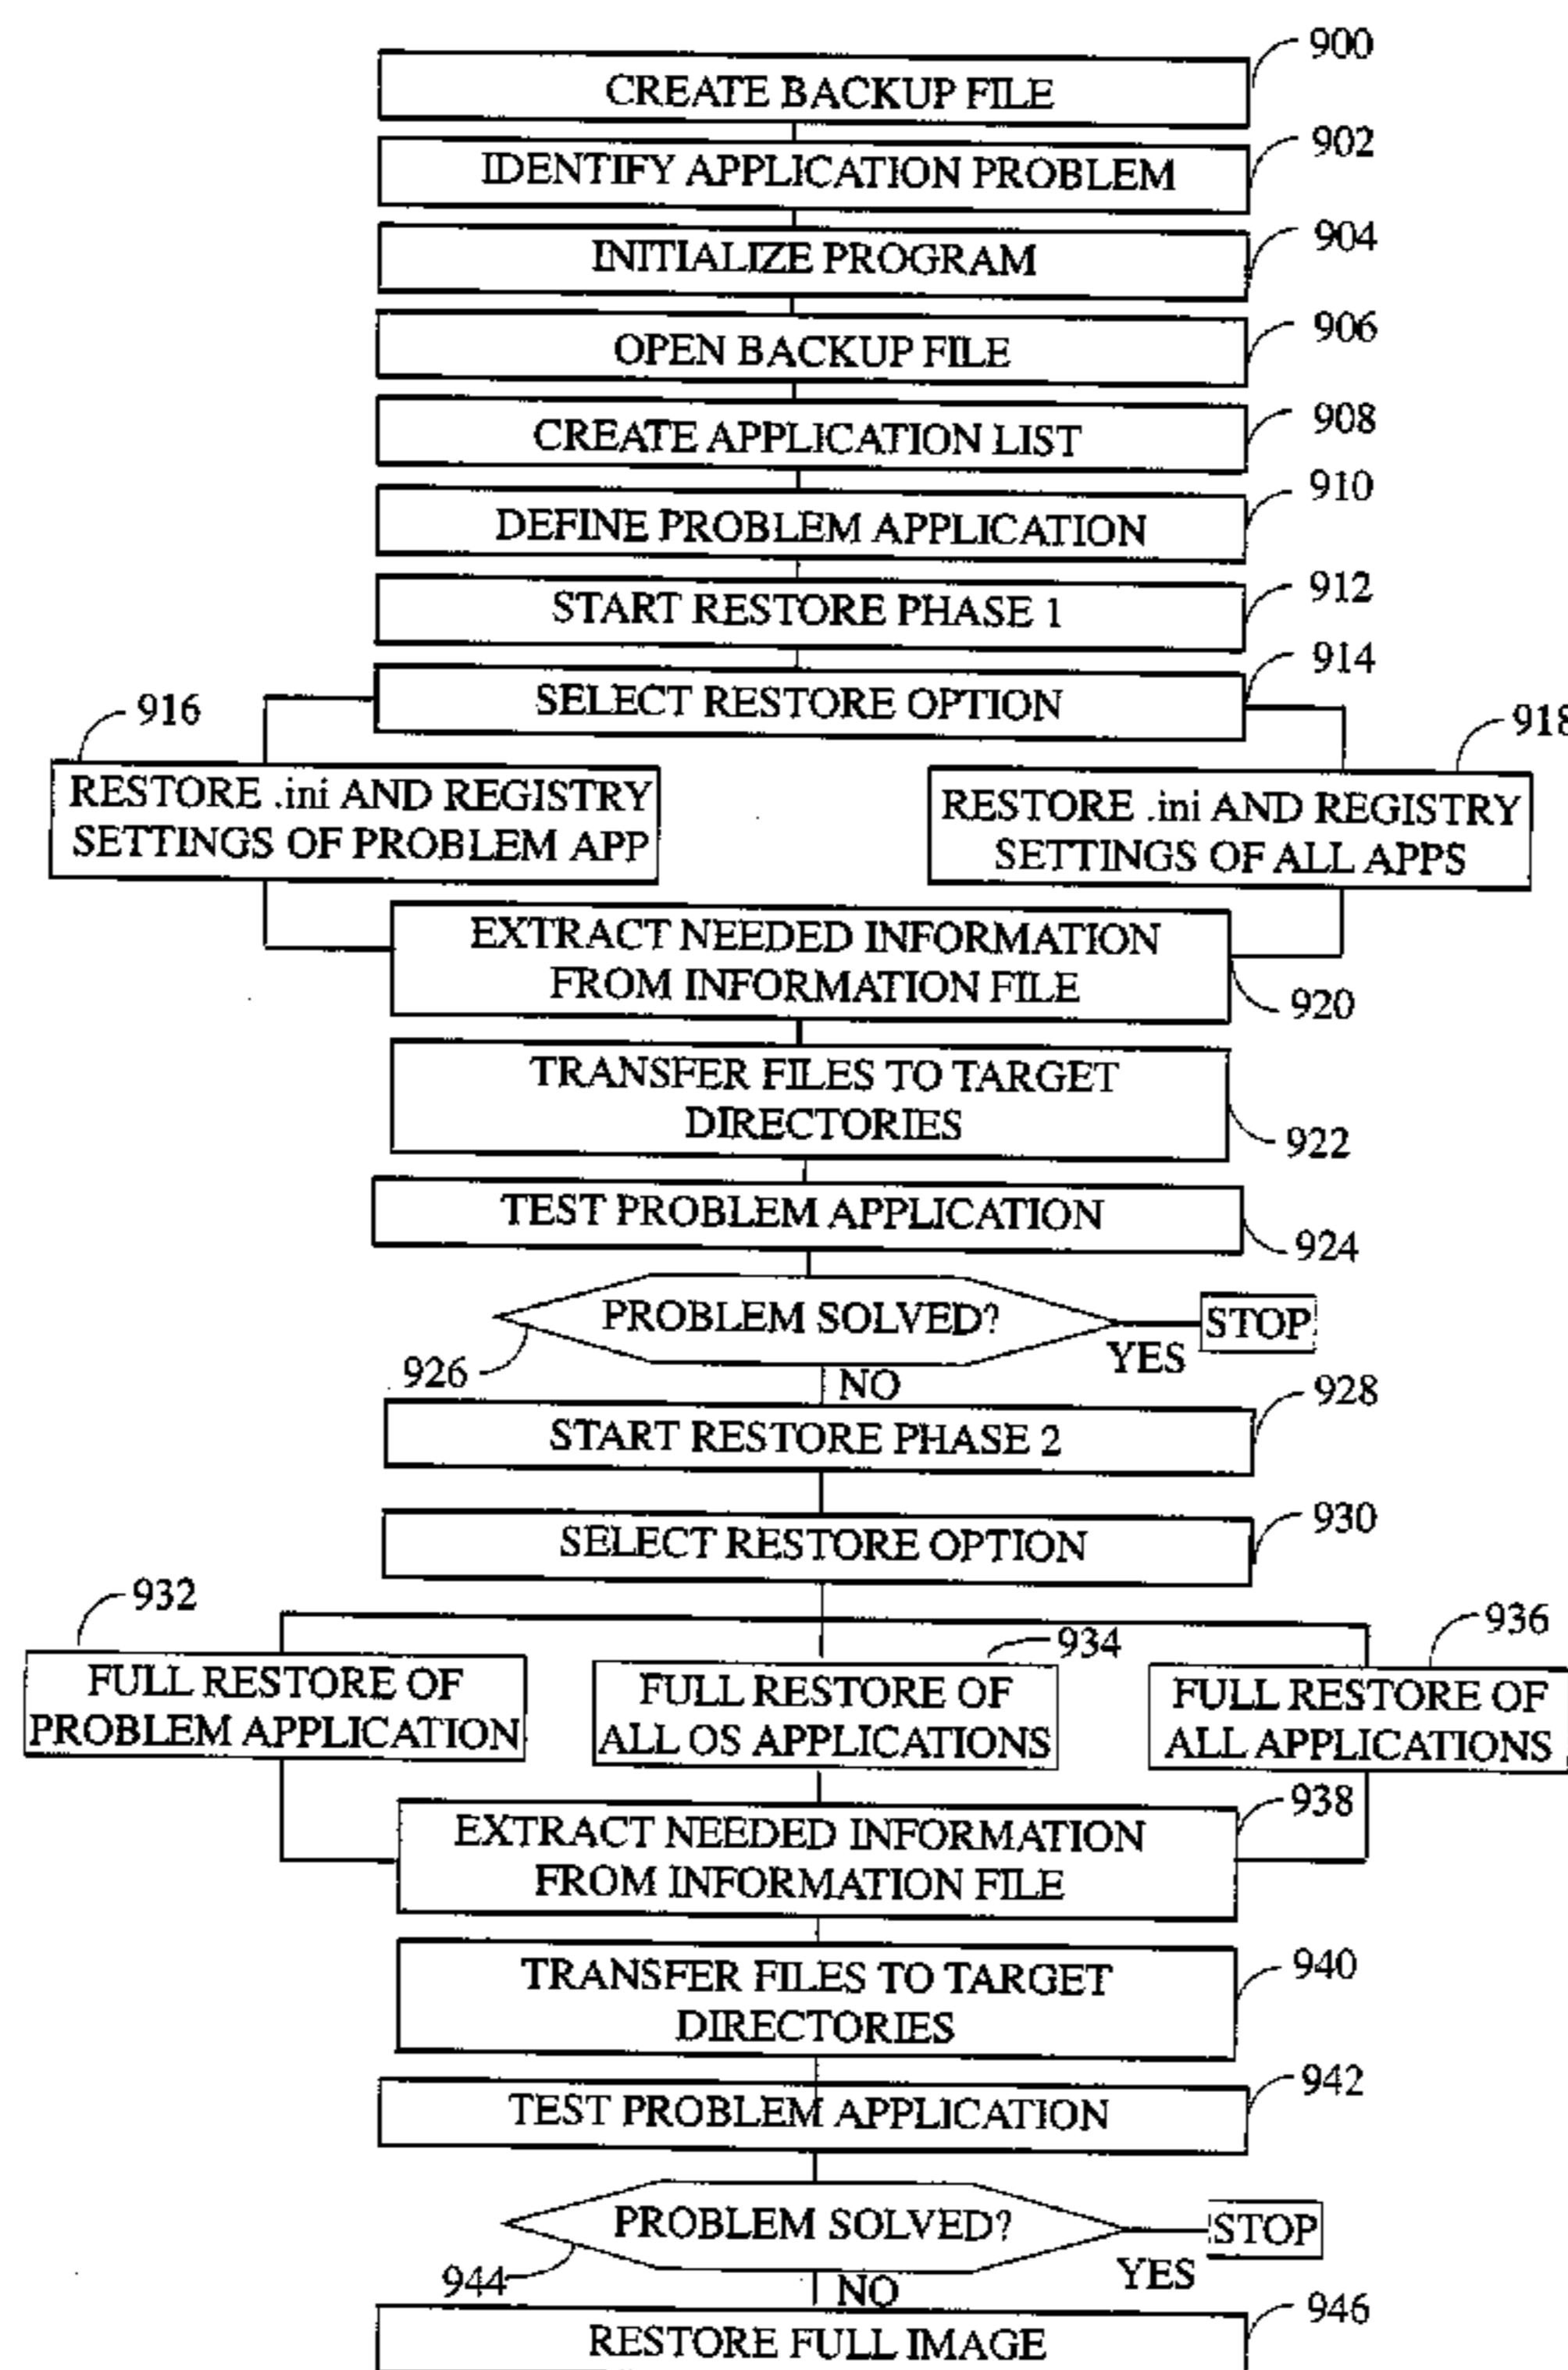 900
CREATE BACKUP FILE
902
IDENTIFY APPLICATION PROBLEM
904
INITIALIZE PROGRAM
906
OPEN BACKUP FILE
908
CREATE APPLICATION LIST
910
DEFINE PROBLEM APPLICATION
912
START RESTORE PHASE 1
914
SELECT RESTORE OPTION
916
918
RESTORE .ini AND REGISTRY
SETTINGS OF PROBLEM APP
RESTORE .ini AND REGISTRY
SETTINGS OF ALL APPS
EXTRACT NEEDED INFORMATION
FROM INFORMATION FILE
920
TRANSFER FILES TO TARGET
DIRECTORIES
922
TEST PROBLEM APPLICATION
924
PROBLEM SOLVED?
STOP
YES
926
NO
928
START RESTORE PHASE 2
930
SELECT RESTORE OPTION
932
934
936
FULL RESTORE OF
PROBLEM APPLICATION
FULL RESTORE OF
ALL OS APPLICATIONS
FULL RESTORE OF
ALL APPLICATIONS
938
EXTRACT NEEDED INFORMATION
FROM INFORMATION FILE
940
TRANSFER FILES TO TARGET
DIRECTORIES
942
TEST PROBLEM APPLICATION
PROBLEM SOLVED?
STOP
YES
944
NO
946
RESTORE FULL IMAGE